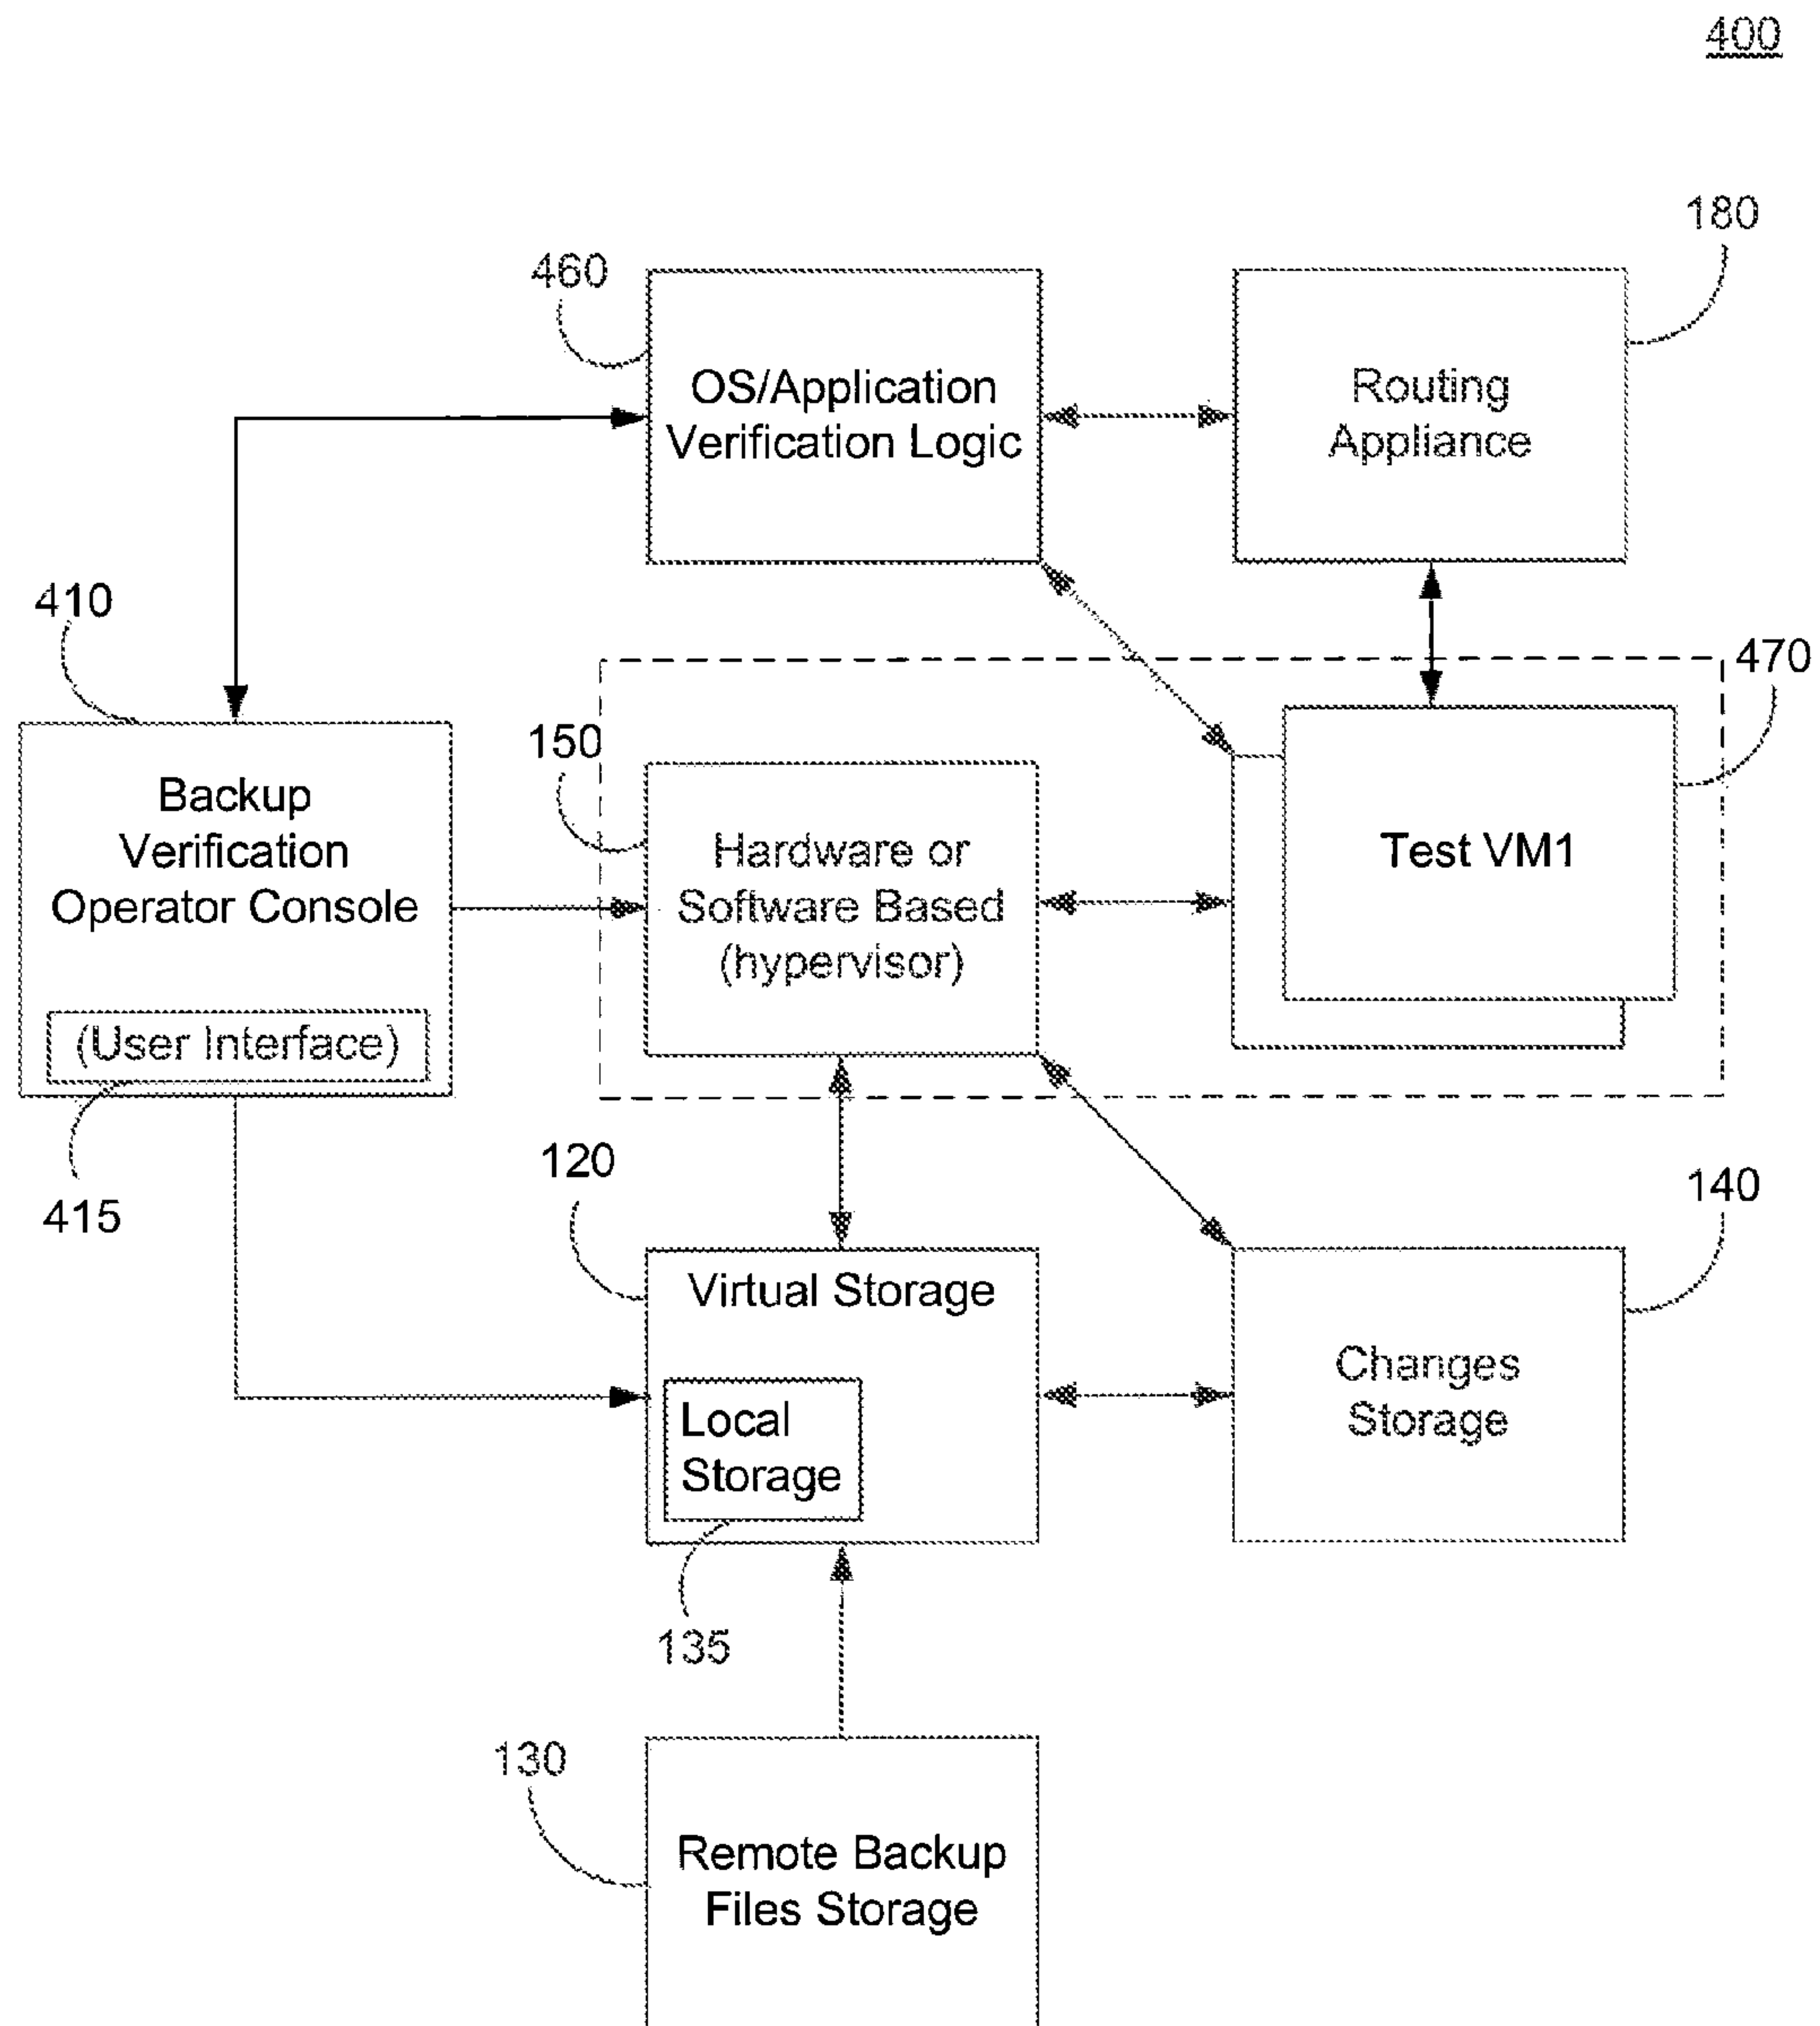 400
180
460
OS/Application
Verification Logic
Routing
Appliance
410
470
150
Backup
Verification
Operator Console
(User Interface)
Hardware or
Software Based
(hypervisor)
Test VM1
415
120
140
Virtual Storage
Local
Storage
Changes
Storage
135
130
Remote Backup
Files Storage